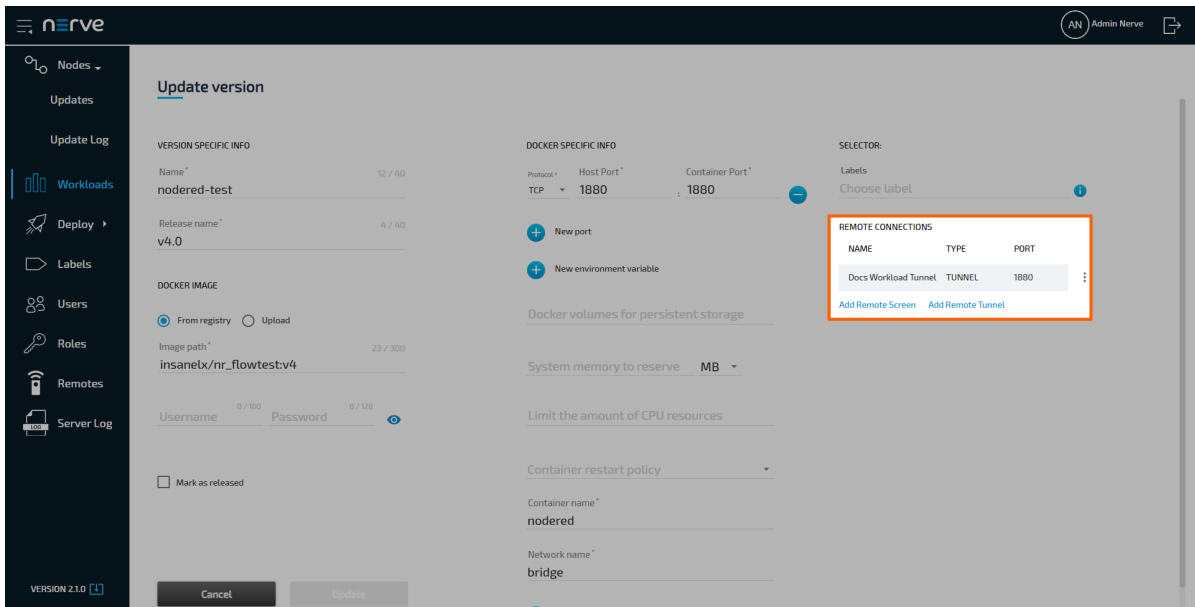 nerve
AN Admin Nerve
Nodes
Updates
Update Log
Workloads
Deploy
Labels
Users
Roles
Remotes
LOG Server Log
VERSION 2.1.0
Update version
VERSION SPECIFIC INFO
Name* 12 / 40
nodered-test
Release name* 4 / 40
v4.0
DOCKER IMAGE
From registry Upload
Image path* 23 / 300
insanelx/nr_flowtest:v4
Username 0 / 100 Password 0 / 128
Mark as released
Cancel Update
DOCKER SPECIFIC INFO
Protocol* Host Port* Container Port*
TCP 1880 : 1880
New port
New environment variable
Docker volumes for persistent storage
System memory to reserve MB
Limit the amount of CPU resources
Container restart policy
Container name*
nodered
Network name*
bridge
SELECTOR:
Labels
Choose label
REMOTE CONNECTIONS
NAME TYPE PORT
Docs Workload Tunnel TUNNEL 1880
Add Remote Screen Add Remote Tunnel